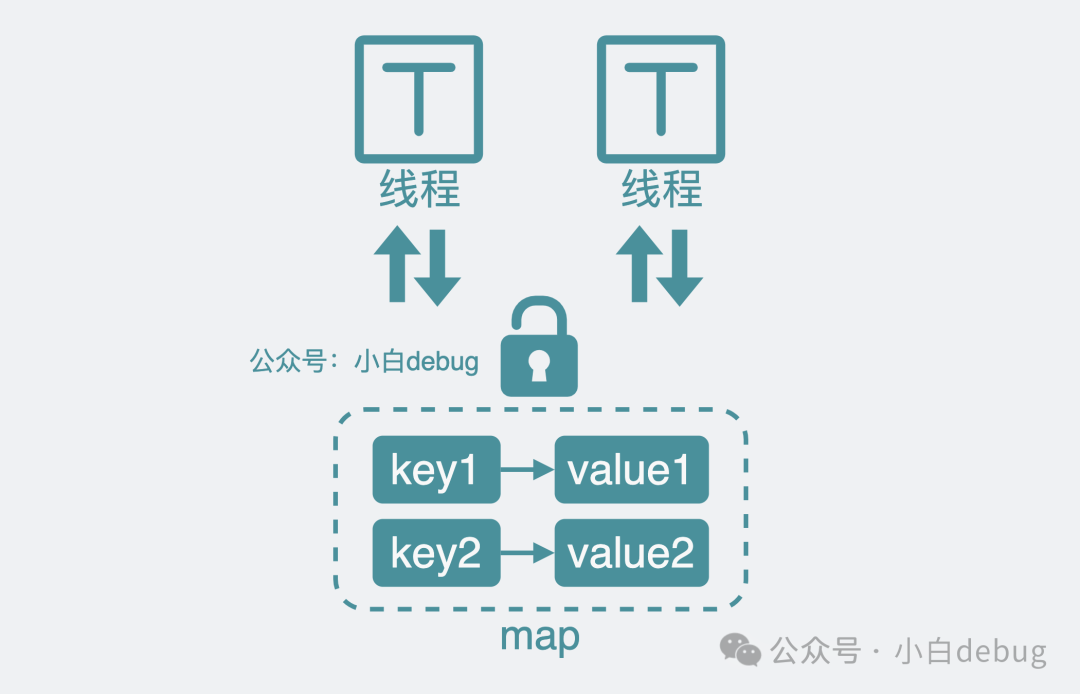 T
T
线程
线程
公众号：小白debug
key1
value1
key2
value2
map
公众号 · 小白debug